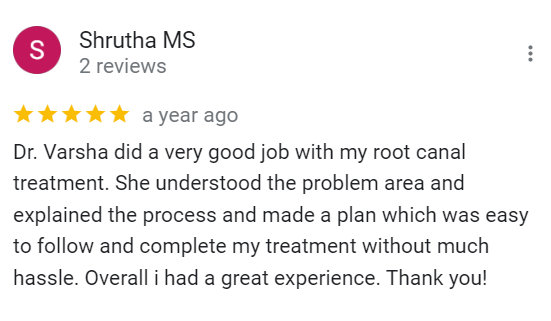 S
Shrutha MS
2 reviews
a year ago
Dr. Varsha did a very good job with my root canal
treatment. She understood the problem area and
explained the process and made a plan which was easy
to follow and complete my treatment without much
hassle. Overall i had a great experience. Thank you!